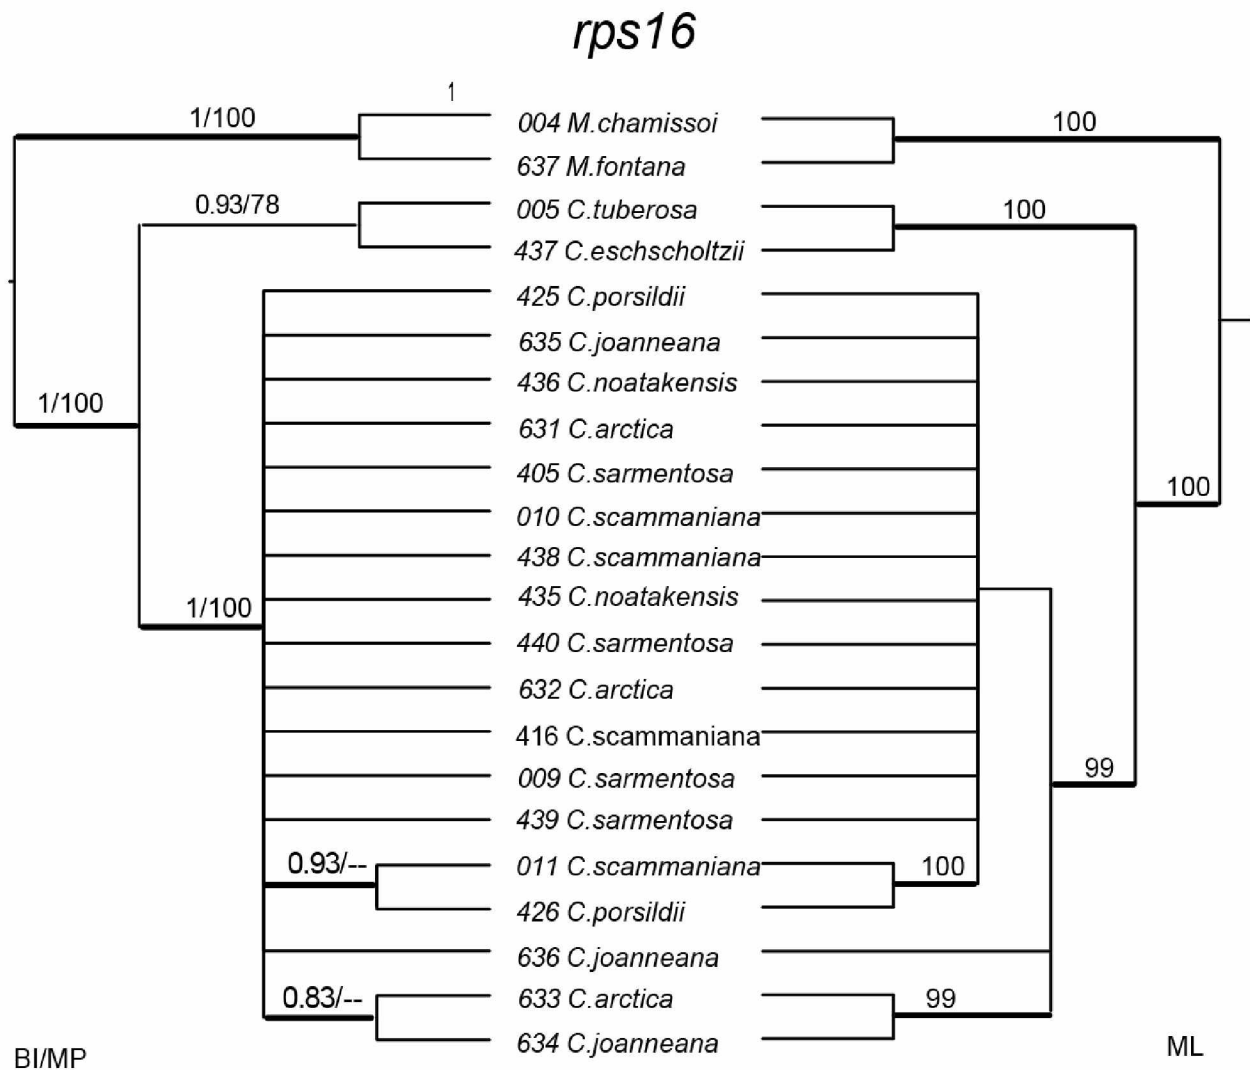 rps16
1
1/100
004 M.chamissoi
100
637 M.fontana
0.93/78
005 C.tuberosa
100
437 C.eschscholtzii
425 C.porsildii
635 C.joanneana
436 C.noatakensis
1/100
631 C.arctica
405 C.sarmentosa
100
010 C.scammaniana
438 C.scammaniana
1/100
435 C.noatakensis
440 C.sarmentosa
632 C.arctica
416 C.scammaniana
99
009 C.sarmentosa
439 C.sarmentosa
0.93/--
011 C.scammaniana
100
426 C.porsildii
636 C.joanneana
0.83/--
633 C.arctica
99
634 C.joanneana
BI/MP
ML